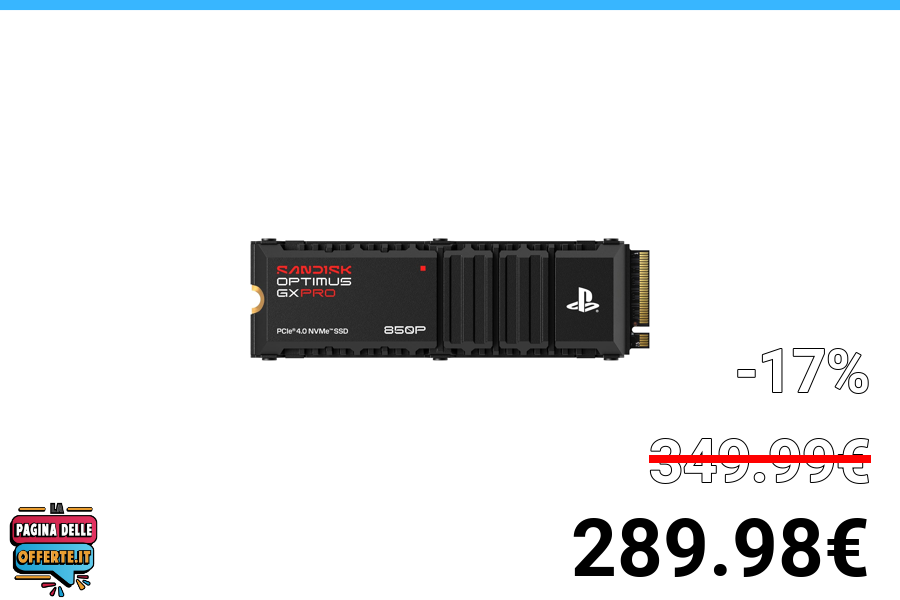 SANDISK
OPTIMUS
GXPRO
PCIe® 4.0 NVMe™ SSD
850P
-17%
349.99€
289.98€
LA
PAGINA DELLE
OFFERTE.IT